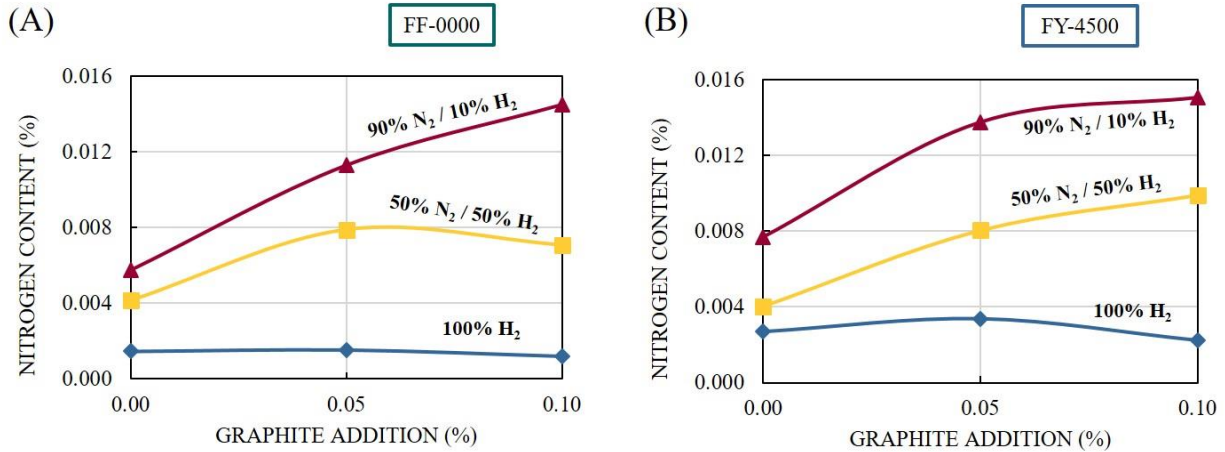 (A)
FF-0000
NITROGEN CONTENT (%)
0.016
0.012
0.008
0.004
0.000
90% N₂ / 10% H₂
50% N₂ / 50% H₂
100% H₂
0.00 0.05 0.10
GRAPHITE ADDITION (%)
(B)
FY-4500
NITROGEN CONTENT (%)
0.016
0.012
0.008
0.004
0.000
90% N₂ / 10% H₂
50% N₂ / 50% H₂
100% H₂
0.00 0.05 0.10
GRAPHITE ADDITION (%)